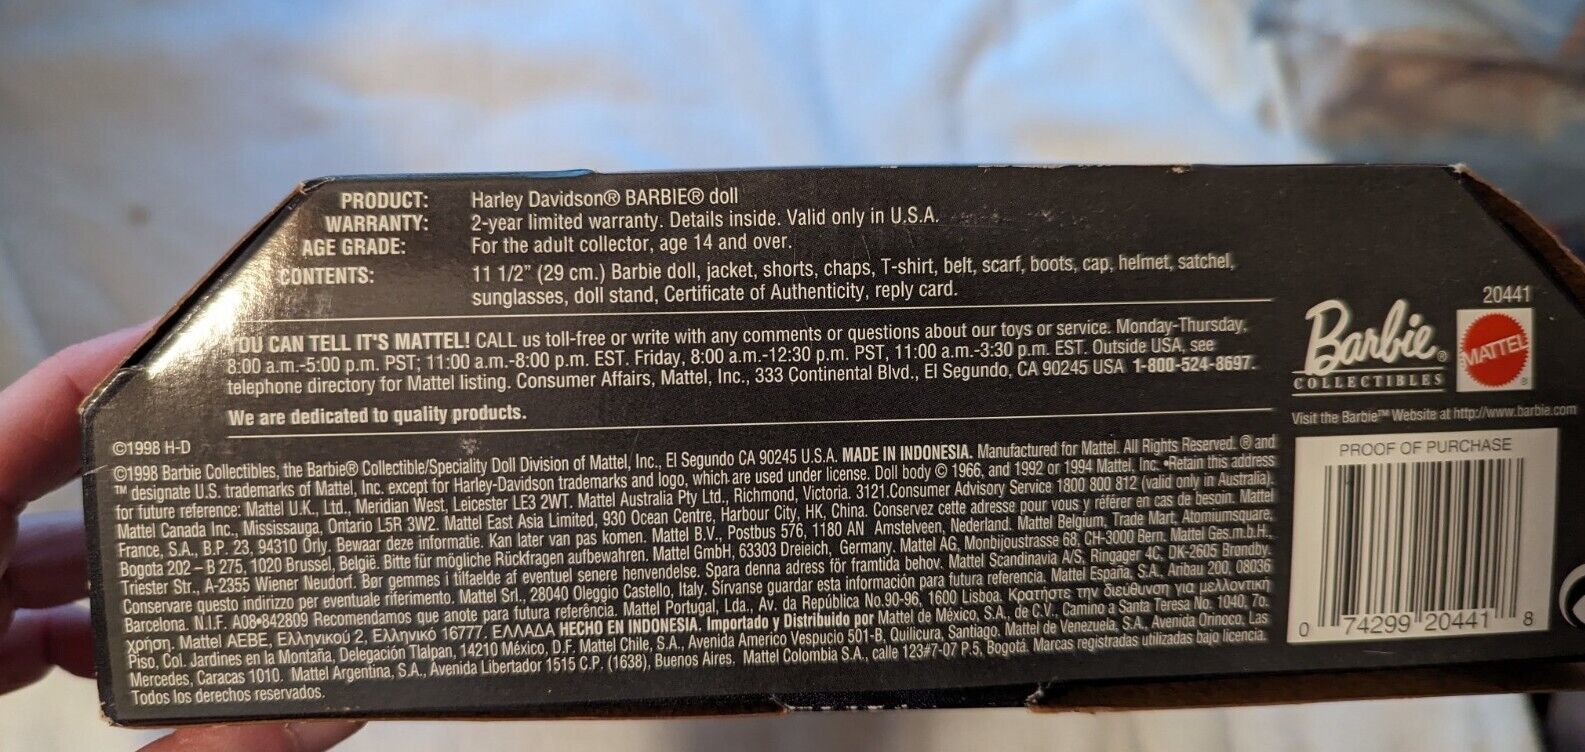 PRODUCT: Harley Davidson® BARBIE® doll
WARRANTY: 2-year limited warranty. Details inside. Valid only in U.S.A.
AGE GRADE: For the adult collector, age 14 and over.
CONTENTS: 11 1/2" (29 cm.) Barbie doll, jacket, shorts, chaps, T-shirt, belt, scarf, boots, cap, helmet, satchel,
sunglasses, doll stand, Certificate of Authenticity, reply card.
OU CAN TELL IT'S MATTEL! CALL us toll-free or write with any comments or questions about our toys or service. Monday-Thursday,
8:00 a.m.-5:00 p.m. PST; 11:00 a.m.-8:00 p.m. EST. Friday, 8:00 a.m.-12:30 p.m. PST, 11:00 a.m.-3:30 p.m. EST. Outside USA, see
telephone directory for Mattel listing. Consumer Affairs, Mattel, Inc., 333 Continental Blvd., El Segundo, CA 90245 USA 1-800-524-8697.
We are dedicated to quality products.
©1998 H-D
©1998 Barbie Collectibles, the Barbie® Collectible/Speciality Doll Division of Mattel, Inc., El Segundo CA 90245 U.S.A. MADE IN INDONESIA. Manufactured for Mattel. All Rights Reserved. ® and
™ designate U.S. trademarks of Mattel, Inc. except for Harley-Davidson trademarks and logo, which are used under license. Doll body © 1966, and 1992 or 1994 Mattel, Inc. •Retain this address
for future reference: Mattel U.K., Ltd., Meridian West, Leicester LE3 2WT. Mattel Australia Pty Ltd., Richmond, Victoria. 3121.Consumer Advisory Service 1800 800 812 (valid only in Australia).
Mattel Canada Inc., Mississauga, Ontario L5R 3W2. Mattel East Asia Limited, 930 Ocean Centre, Harbour City, HK, China. Conservez cette adresse pour vous y référer en cas de besoin. Mattel
France, S.A., B.P. 23, 94310 Orly. Bewaar deze informatie. Kan later van pas komen. Mattel B.V., Postbus 576, 1180 AN Amstelveen, Nederland. Mattel Belgium, Trade Mart, Atomiumsquare,
Bogota 202 – B 275, 1020 Brussel, België. Bitte für mögliche Rückfragen aufbewahren. Mattel GmbH, 63303 Dreieich, Germany. Mattel AG, Monbijoustrasse 68, CH-3000 Bern. Mattel Ges.m.b.H.,
Triester Str., A-2355 Wiener Neudorf. Bør gemmes i tilfælde af eventuel senere henvendelse. Spara denna adress för framtida behov. Mattel Scandinavia A/S, Ringager 4C, DK-2605 Brøndby.
Conservare questo indirizzo per eventuale riferimento. Mattel Srl., 28040 Oleggio Castello, Italy. Sírvanse guardar esta información para futura referencia. Mattel España, S.A., Aribau 200, 08036
Barcelona. N.I.F. A08•842809 Recomendamos que anote para futura referência. Mattel Portugal, Lda., Av. da República No.90-96, 1600 Lisboa. Κρατήστε την διεύθυνση για μελλοντική
χρήση. Mattel AEBE, Ελληνικού 2, Ελληνικό 16777. ΕΛΛΑΔΑ HECHO EN INDONESIA. Importado y Distribuido por Mattel de México, S.A., de C.V., Camino a Santa Teresa No. 1040, 7o.
Piso, Col. Jardines en la Montaña, Delegación Tlalpan, 14210 México, D.F. Mattel Chile, S.A., Avenida Americo Vespucio 501-B, Quilicura, Santiago. Mattel de Venezuela, S.A., Avenida Orinoco. Las
Mercedes, Caracas 1010. Mattel Argentina, S.A., Avenida Libertador 1515 C.P. (1638), Buenos Aires. Mattel Colombia S.A., calle 123#7-07 P.5, Bogotá. Marcas registradas utilizadas bajo licencia.
Todos los derechos reservados.
20441
Barbie®
COLLECTIBLES
MATTEL®
Visit the Barbie™ Website at http://www.barbie.com
PROOF OF PURCHASE
0 74299 20441 8